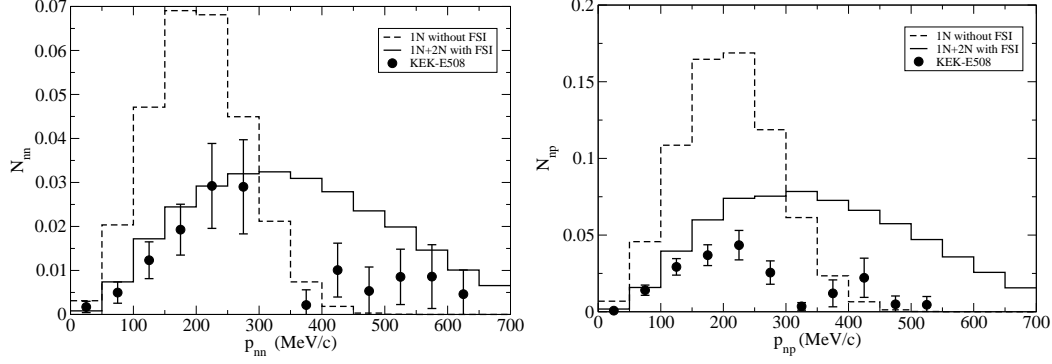 0.07
0.06
0.05
0.04
0.03
0.02
0.01
0
N_nn
0 100 200 300 400 500 600 700
p_nn (MeV/c)
1N without FSI
1N+2N with FSI
KEK-E508
0.2
0.15
0.1
0.05
0
N_np
0 100 200 300 400 500 600 700
p_np (MeV/c)
1N without FSI
1N+2N with FSI
KEK-E508